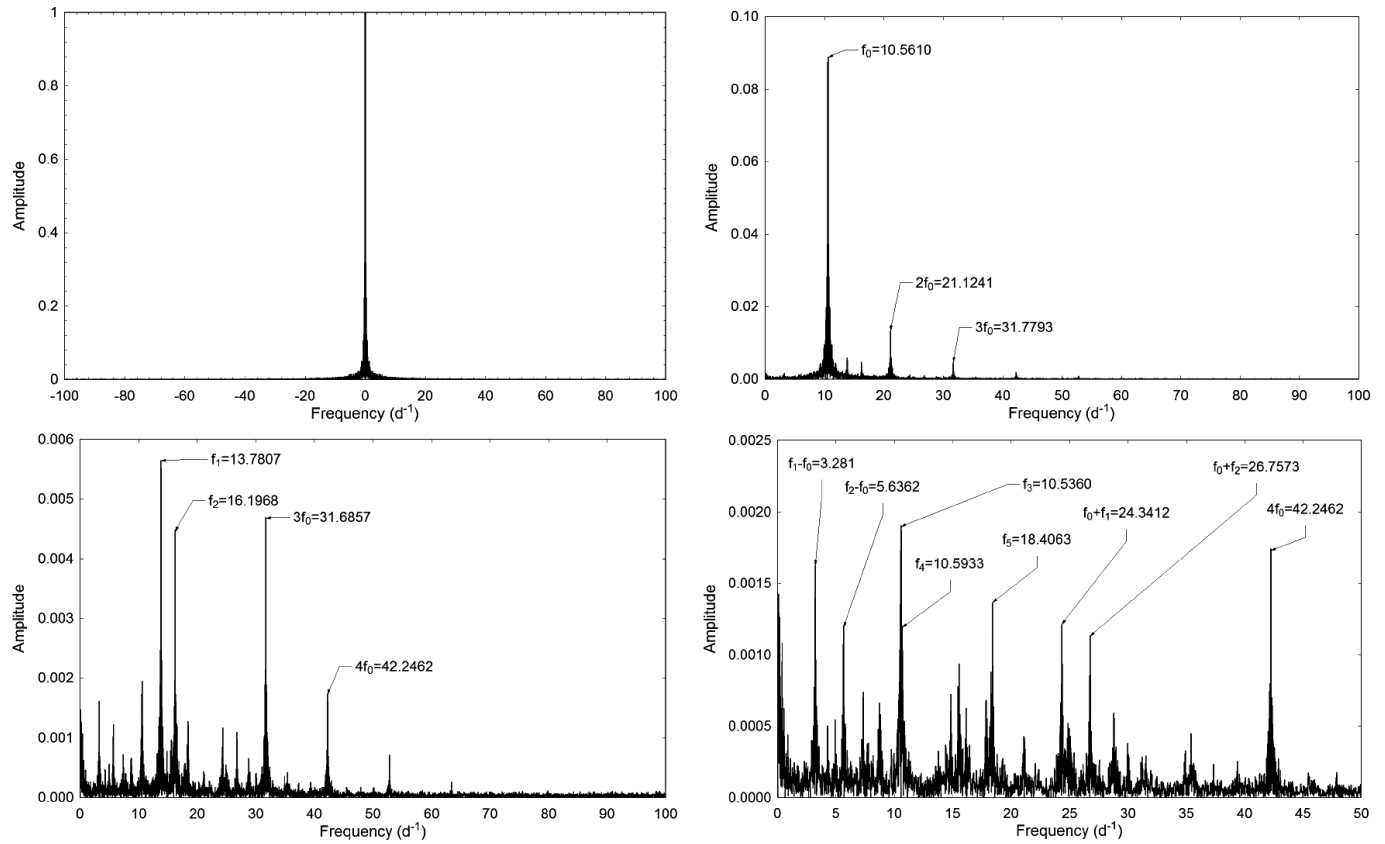 1
0.8
0.6
0.4
0.2
0
-100 -80 -60 -40 -20 0 20 40 60 80 100
Amplitude
Frequency (d⁻¹)
0.10
0.08
0.06
0.04
0.02
0.00
0 10 20 30 40 50 60 70 80 90 100
Amplitude
Frequency (d⁻¹)
f₀=10.5610
2f₀=21.1241
3f₀=31.7793
0.006
0.005
0.004
0.003
0.002
0.001
0.000
0 10 20 30 40 50 60 70 80 90 100
Amplitude
Frequency (d⁻¹)
f₁=13.7807
f₂=16.1968
3f₀=31.6857
4f₀=42.2462
0.0025
0.0020
0.0015
0.0010
0.0005
0.0000
0 5 10 15 20 25 30 35 40 45 50
Amplitude
Frequency (d⁻¹)
f₁-f₀=3.281
f₂-f₀=5.6362
f₃=10.5360
f₄=10.5933
f₅=18.4063
f₀+f₁=24.3412
f₀+f₂=26.7573
4f₀=42.2462